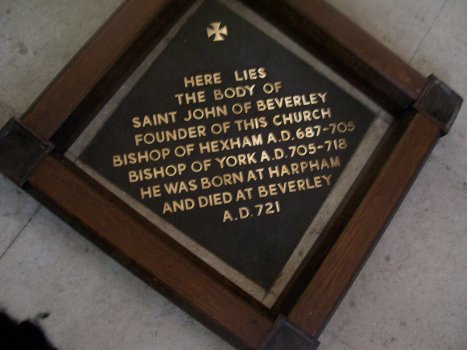 HERE LIES
THE BODY OF
SAINT JOHN OF BEVERLEY
FOUNDER OF THIS CHURCH
BISHOP OF HEXHAM A.D. 687-705
BISHOP OF YORK A.D. 705-718
HE WAS BORN AT HARPHAM
AND DIED AT BEVERLEY
A.D. 721